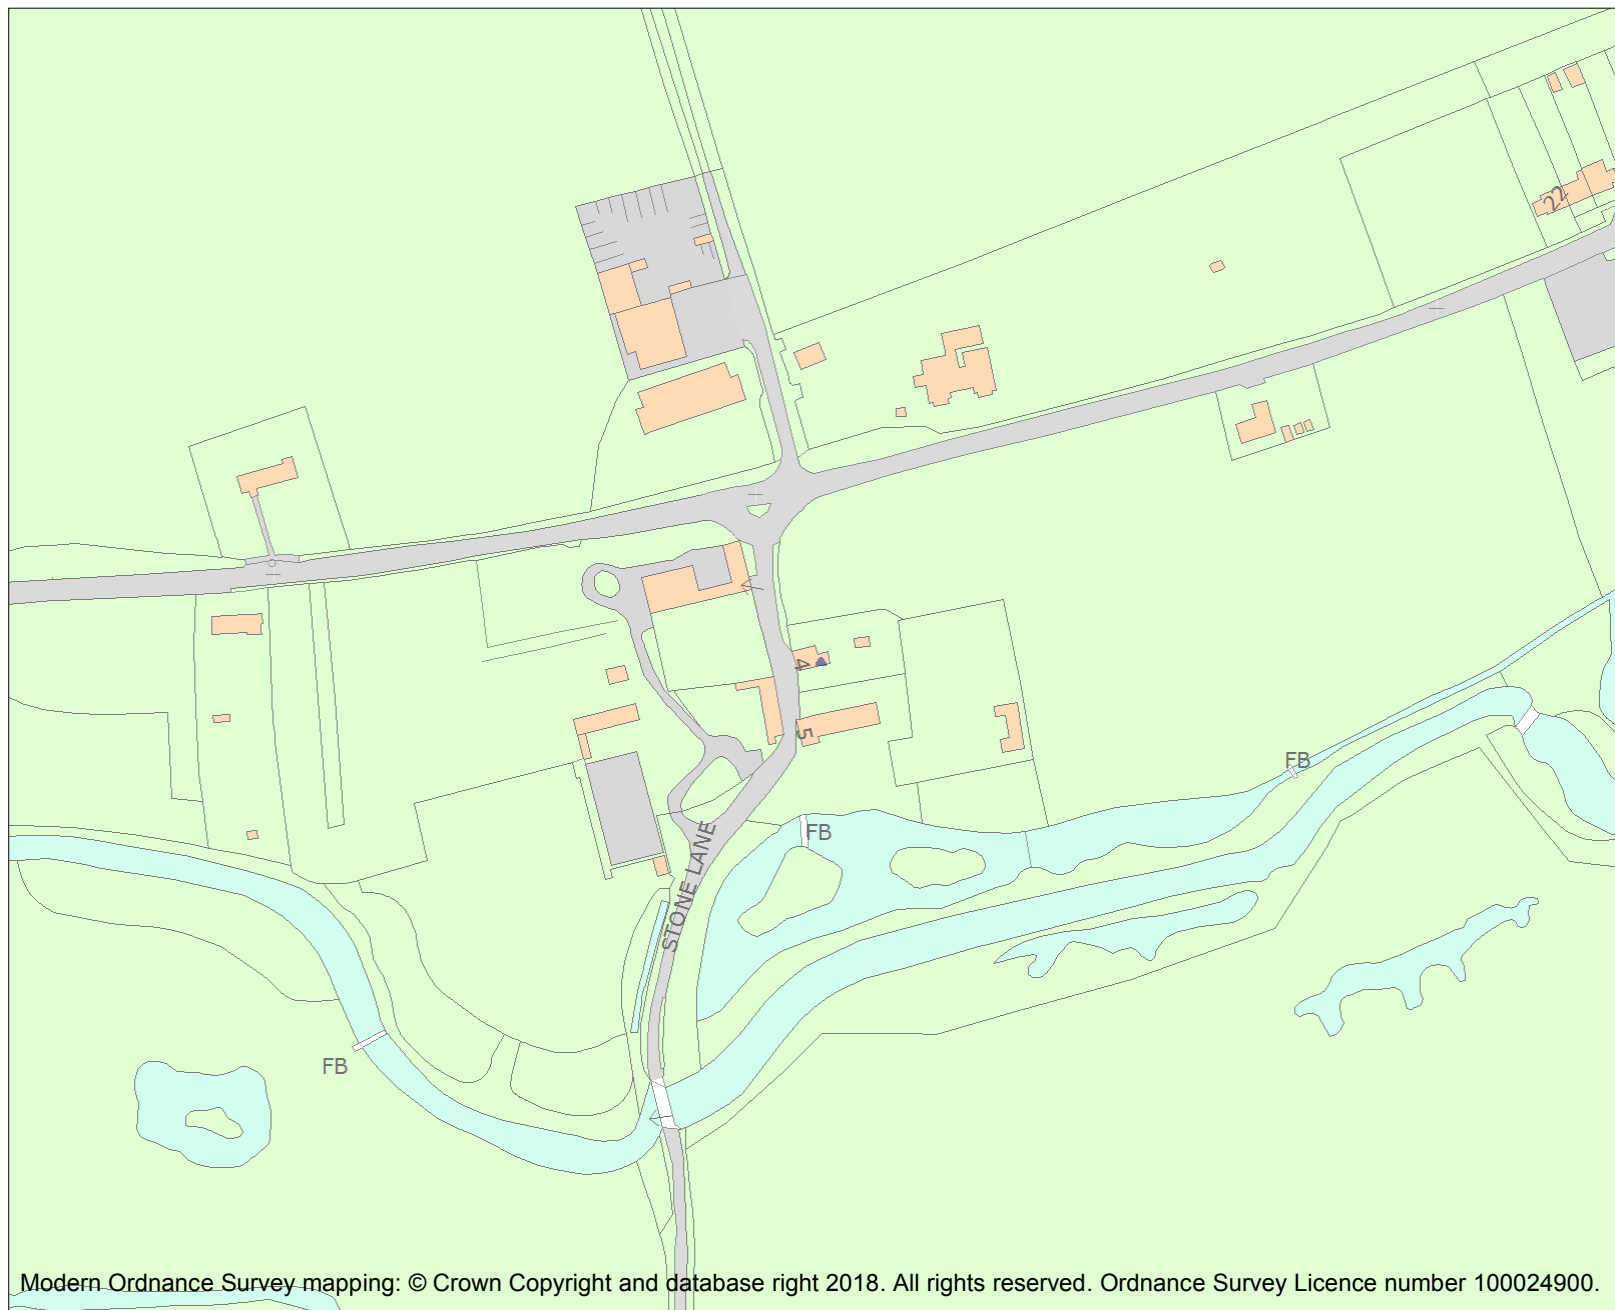 22
4
5
FB
FB
STONE LANE
FB
Modern Ordnance Survey mapping: © Crown Copyright and database right 2018. All rights reserved. Ordnance Survey Licence number 100024900.